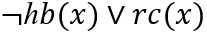 ¬hb(x) ∨ rc(x)